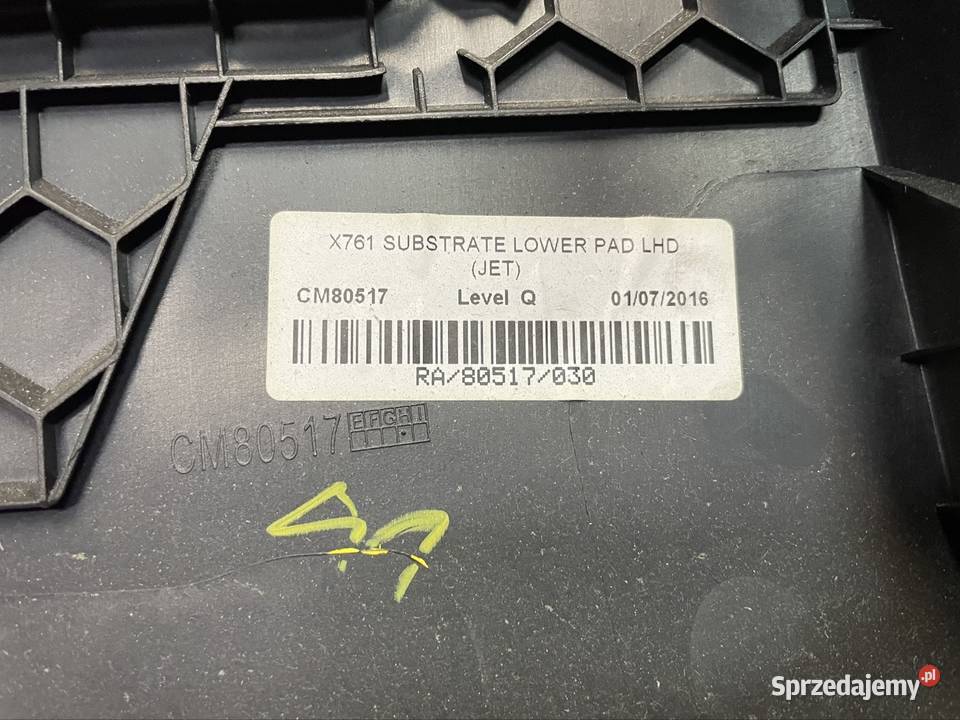 X761 SUBSTRATE LOWER PAD LHD
(JET)
CM80517 Level Q 01/07/2016
RA/80517/030
CM80517 EFGHI
Sprzedajemy.pl